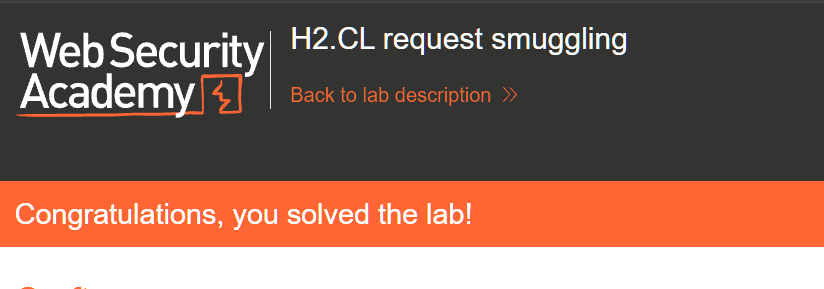 Web Security
Academy
H2.CL request smuggling
Back to lab description
Congratulations, you solved the lab!